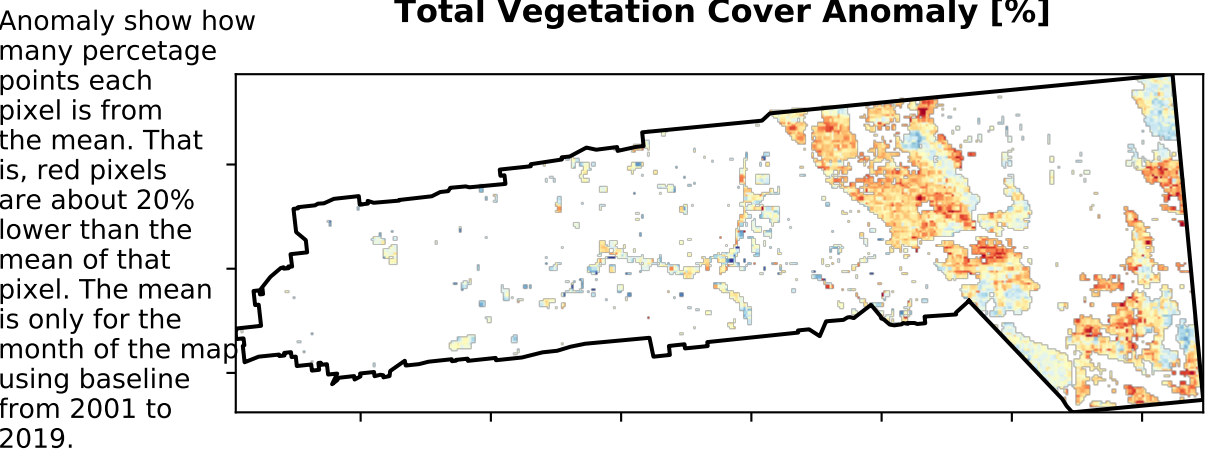 Total Vegetation Cover Anomaly [%]
Anomaly show how
many percetage
points each
pixel is from
the mean. That
is, red pixels
are about 20%
lower than the
mean of that
pixel. The mean
is only for the
month of the map
using baseline
from 2001 to
2019.